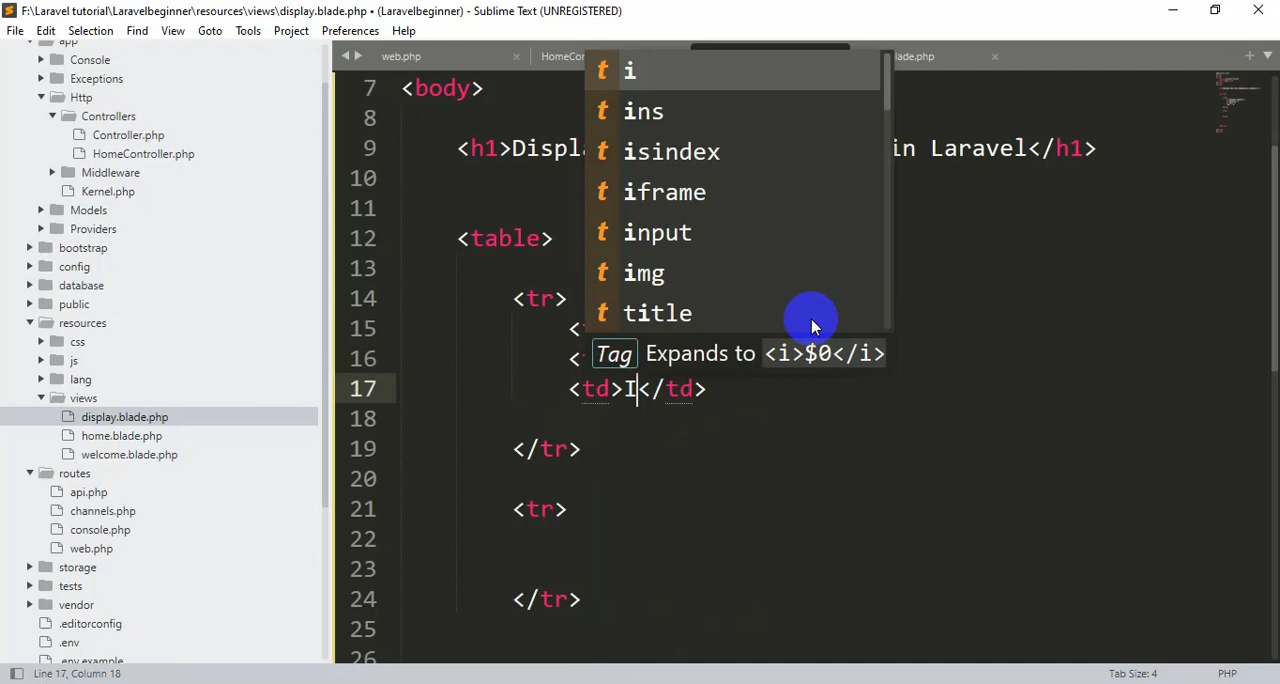 F:\Laravel tutorial\Laravelbeginner\resources\views\display.blade.php • (Laravelbeginner) - Sublime Text (UNREGISTERED)
File Edit Selection Find View Goto Tools Project Preferences Help
app
Console
Exceptions
Http
Controllers
Controller.php
HomeController.php
Middleware
Kernel.php
Models
Providers
bootstrap
config
database
public
resources
css
js
lang
views
display.blade.php
home.blade.php
welcome.blade.php
routes
api.php
channels.php
console.php
web.php
storage
tests
vendor
.editorconfig
.env
.env.example
web.php HomeCon lade.php
7 <body>
8
9 <h1>Displa in Laravel</h1>
10
11
12 <table>
13
14 <tr>
15 <
16 <
17 <td>I</td>
18
19 </tr>
20
21 <tr>
22
23
24 </tr>
25
26
t i
t ins
t isindex
t iframe
t input
t img
t title
Tag Expands to <i>$0</i>
Line 17, Column 18 Tab Size: 4 PHP